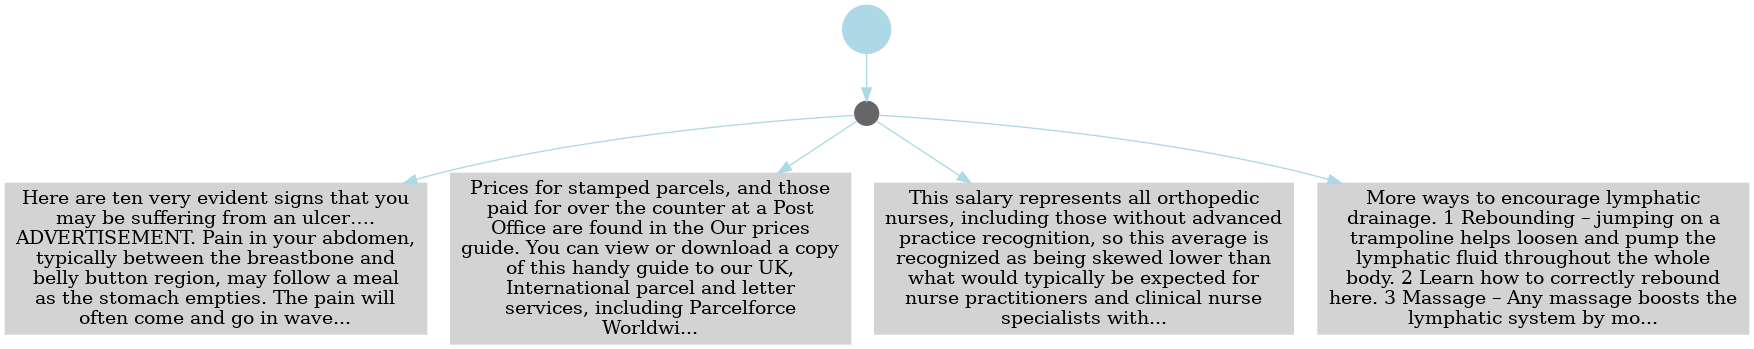 Here are ten very evident signs that you
may be suffering from an ulcer....
ADVERTISEMENT. Pain in your abdomen,
typically between the breastbone and
belly button region, may follow a meal
as the stomach empties. The pain will
often come and go in wave...
Prices for stamped parcels, and those
paid for over the counter at a Post
Office are found in the Our prices
guide. You can view or download a copy
of this handy guide to our UK,
International parcel and letter
services, including Parcelforce
Worldwi...
This salary represents all orthopedic
nurses, including those without advanced
practice recognition, so this average is
recognized as being skewed lower than
what would typically be expected for
nurse practitioners and clinical nurse
specialists with...
More ways to encourage lymphatic
drainage. 1 Rebounding – jumping on a
trampoline helps loosen and pump the
lymphatic fluid throughout the whole
body. 2 Learn how to correctly rebound
here. 3 Massage – Any massage boosts the
lymphatic system by mo...